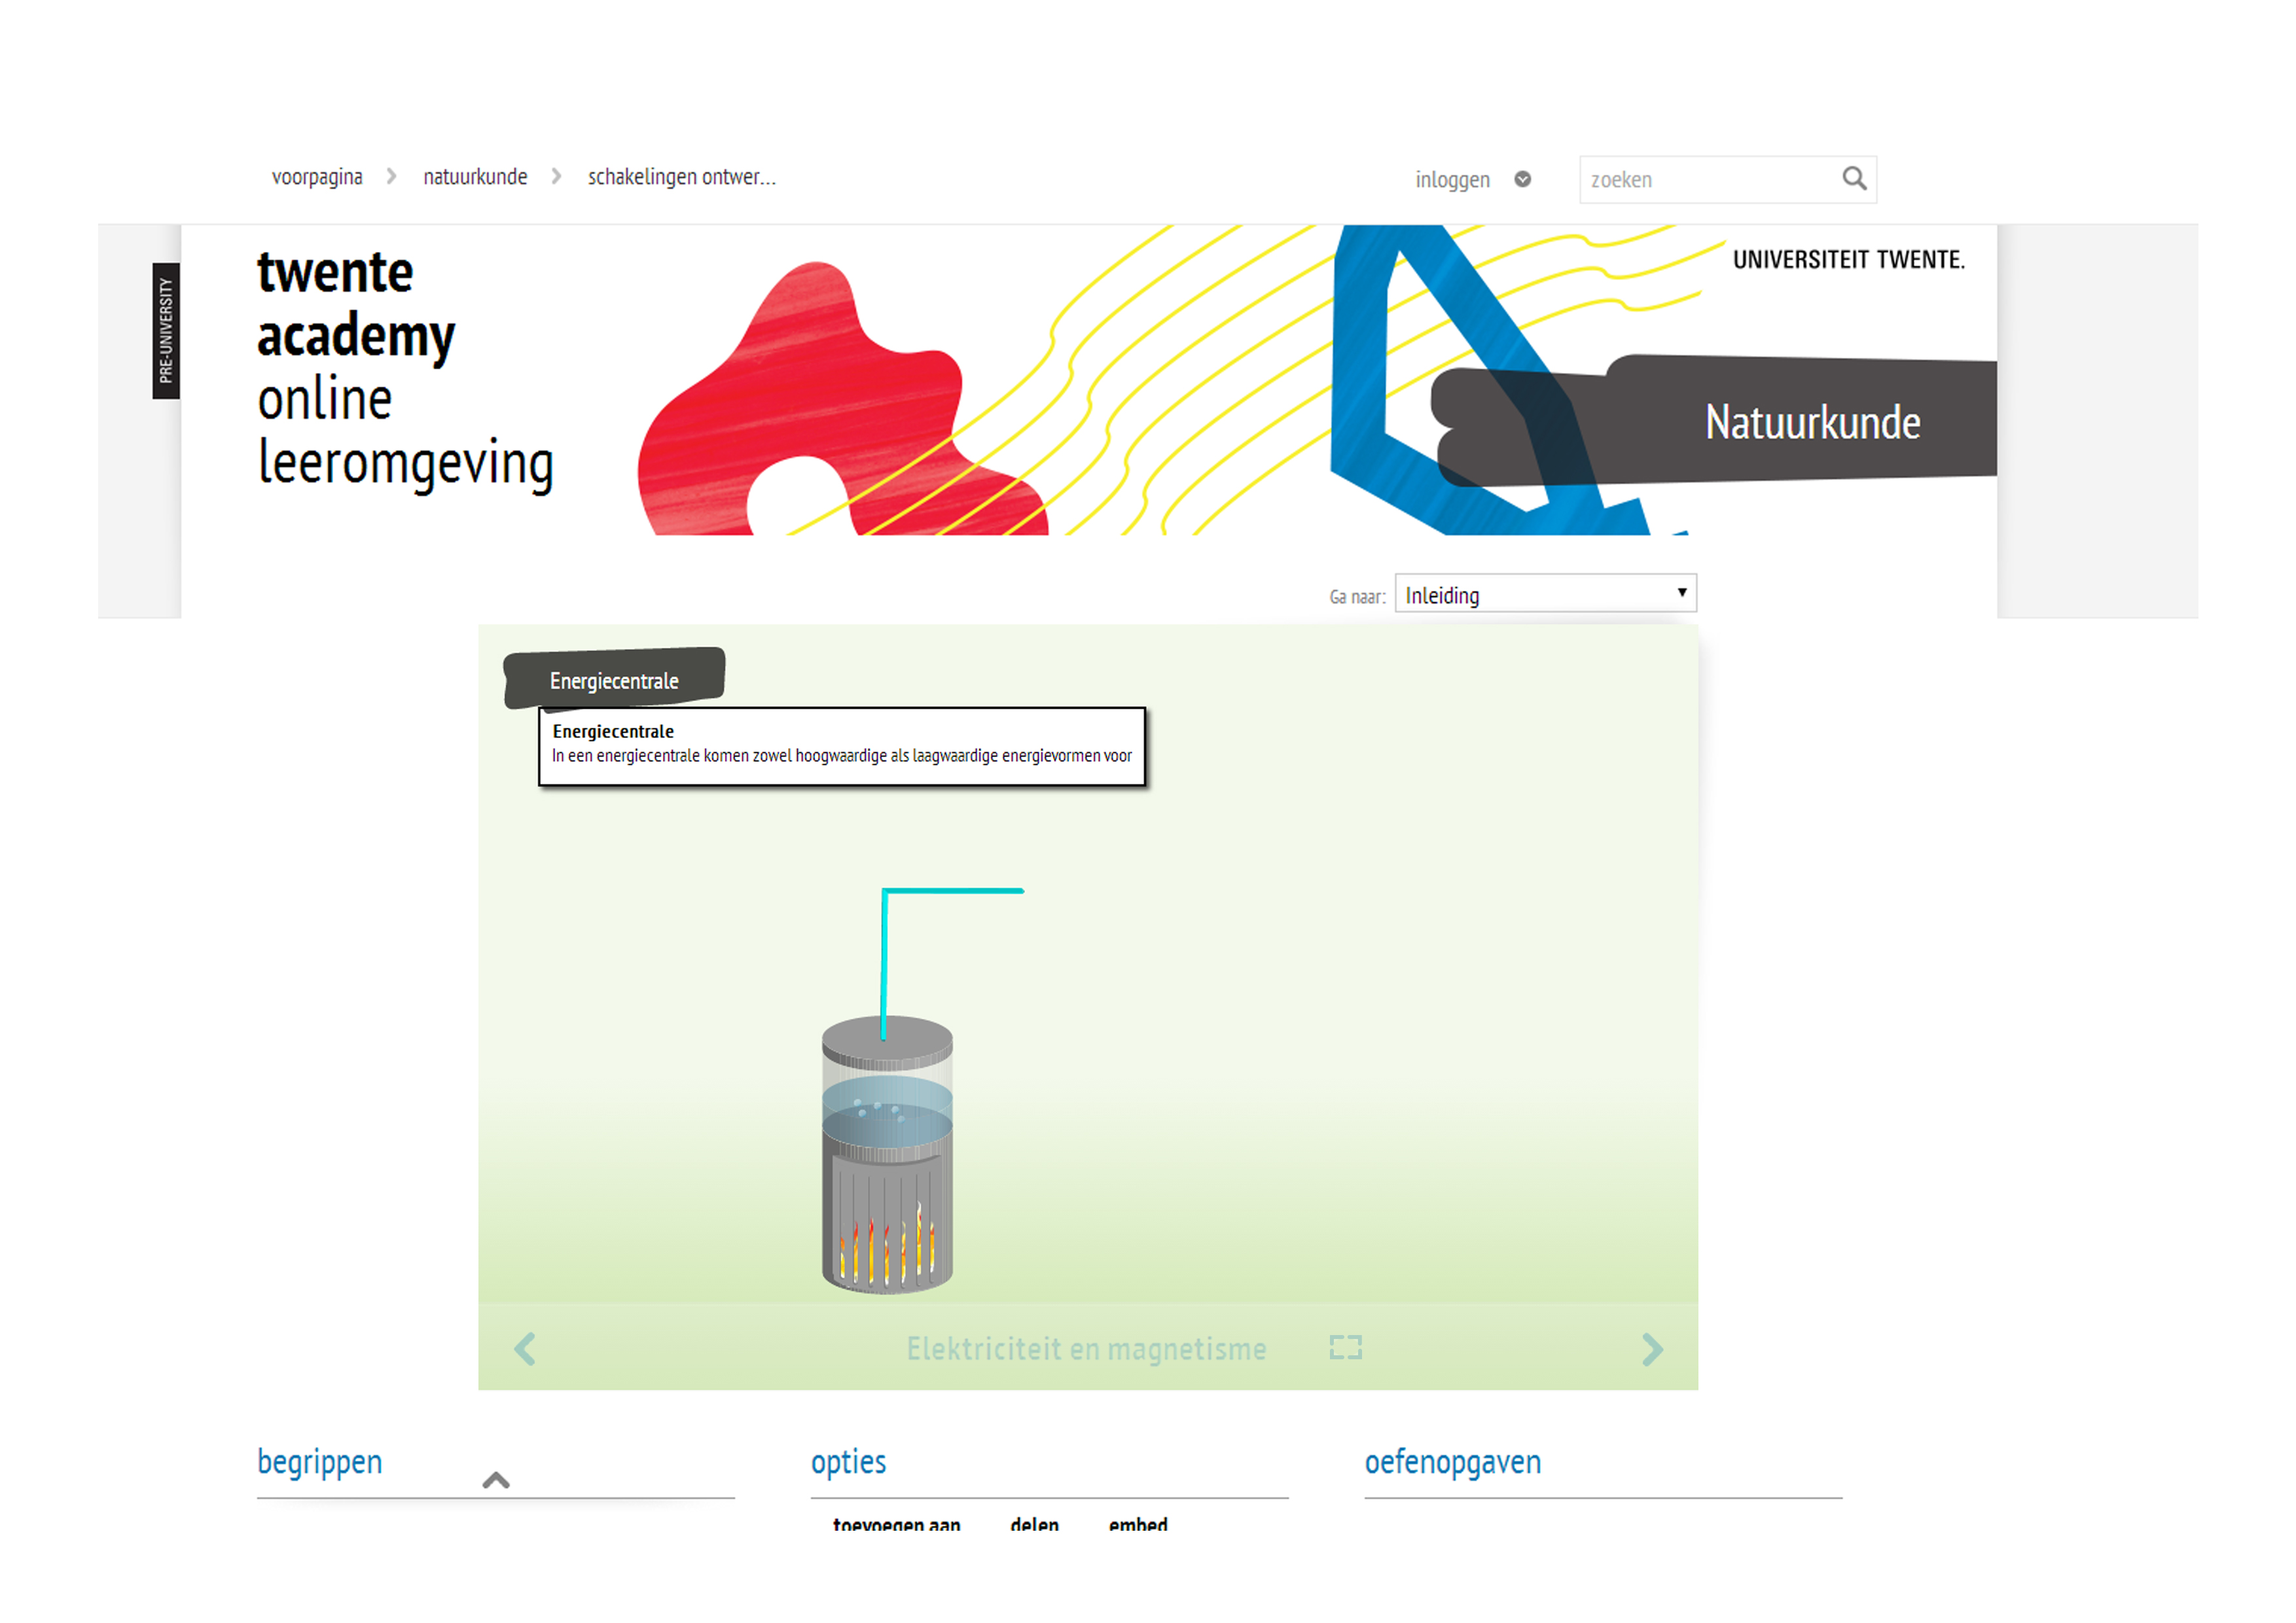 voorpagina
natuurkunde
schakelingen ontwer...
inloggen
zoeken
PRE-UNIVERSITY
twente
academy
online
leeromgeving
UNIVERSITEIT TWENTE.
Natuurkunde
Ga naar: Inleiding
Energiecentrale
Energiecentrale
In een energiecentrale komen zowel hoogwaardige als laagwaardige energievormen voor
Elektriciteit en magnetisme
begrippen
opties
oefenopgaven
toevoegen aan
delen
embed